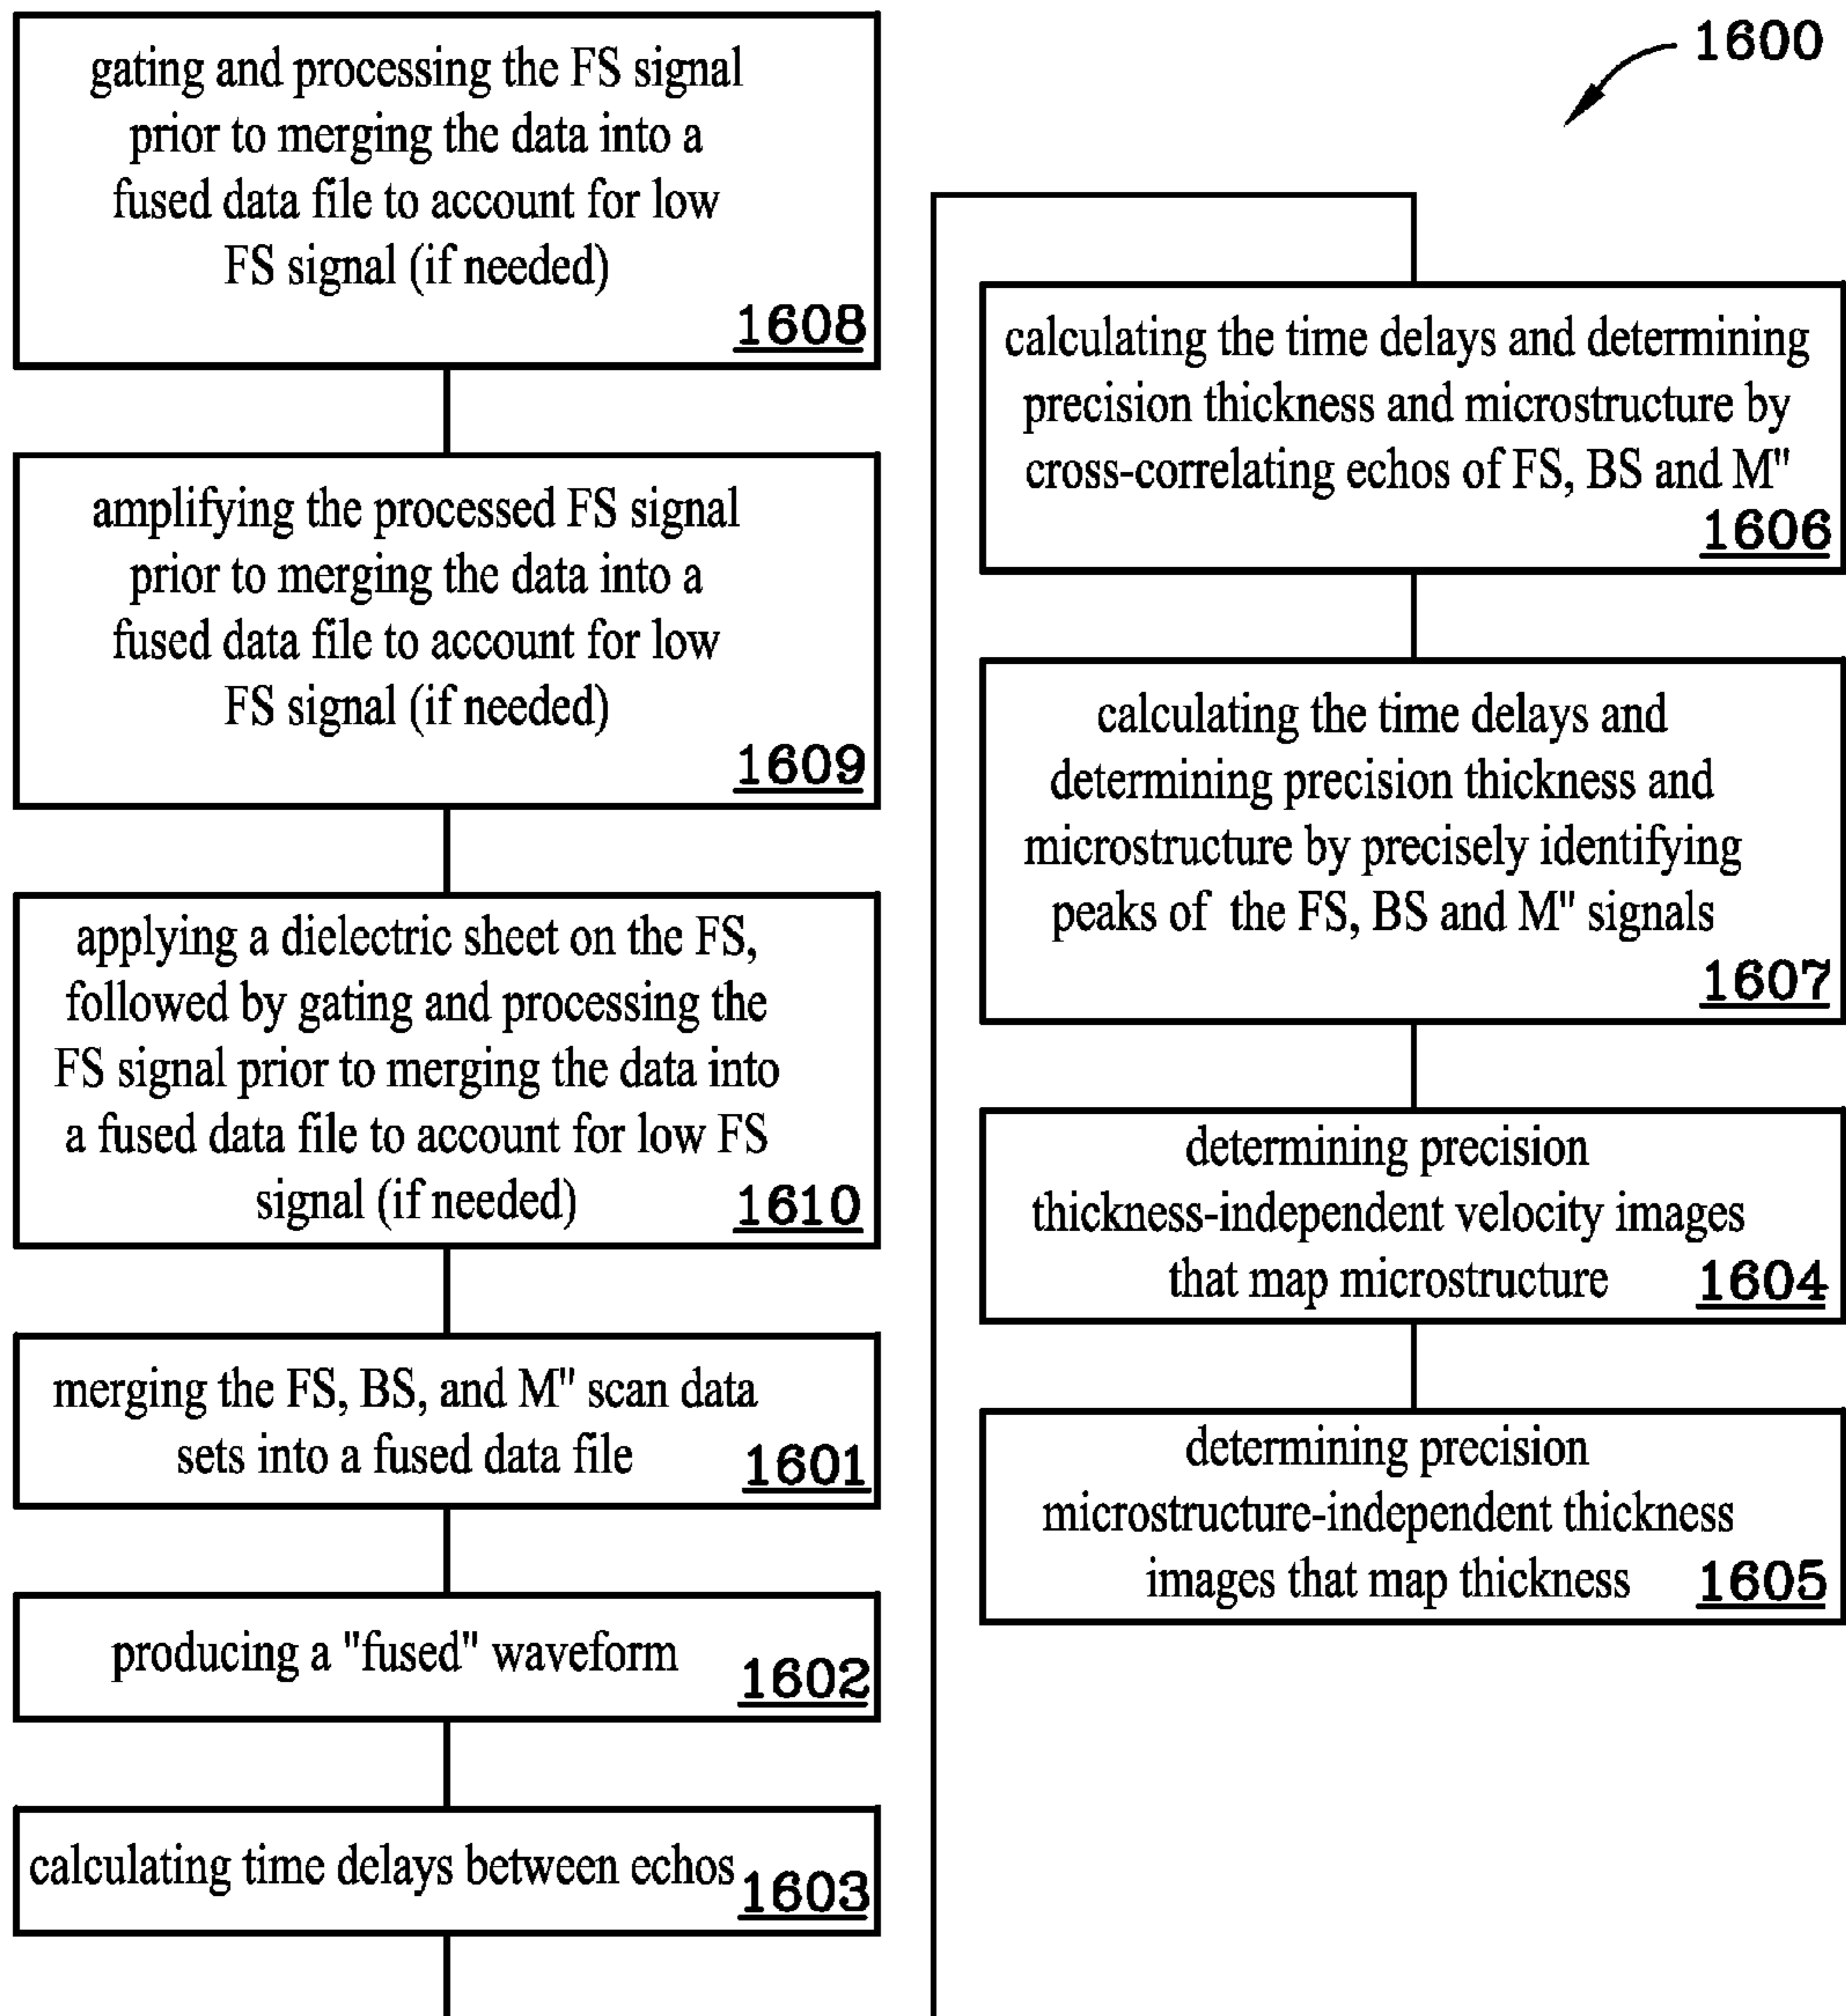 gating and processing the FS signal
prior to merging the data into a
fused data file to account for low
FS signal (if needed)
1608
amplifying the processed FS signal
prior to merging the data into a
fused data file to account for low
FS signal (if needed)
1609
applying a dielectric sheet on the FS,
followed by gating and processing the
FS signal prior to merging the data into
a fused data file to account for low FS
signal (if needed) 1610
merging the FS, BS, and M" scan data
sets into a fused data file 1601
producing a "fused" waveform 1602
calculating time delays between echos 1603
1600
calculating the time delays and determining
precision thickness and microstructure by
cross-correlating echos of FS, BS and M"
1606
calculating the time delays and
determining precision thickness and
microstructure by precisely identifying
peaks of the FS, BS and M" signals
1607
determining precision
thickness-independent velocity images
that map microstructure 1604
determining precision
microstructure-independent thickness
images that map thickness 1605